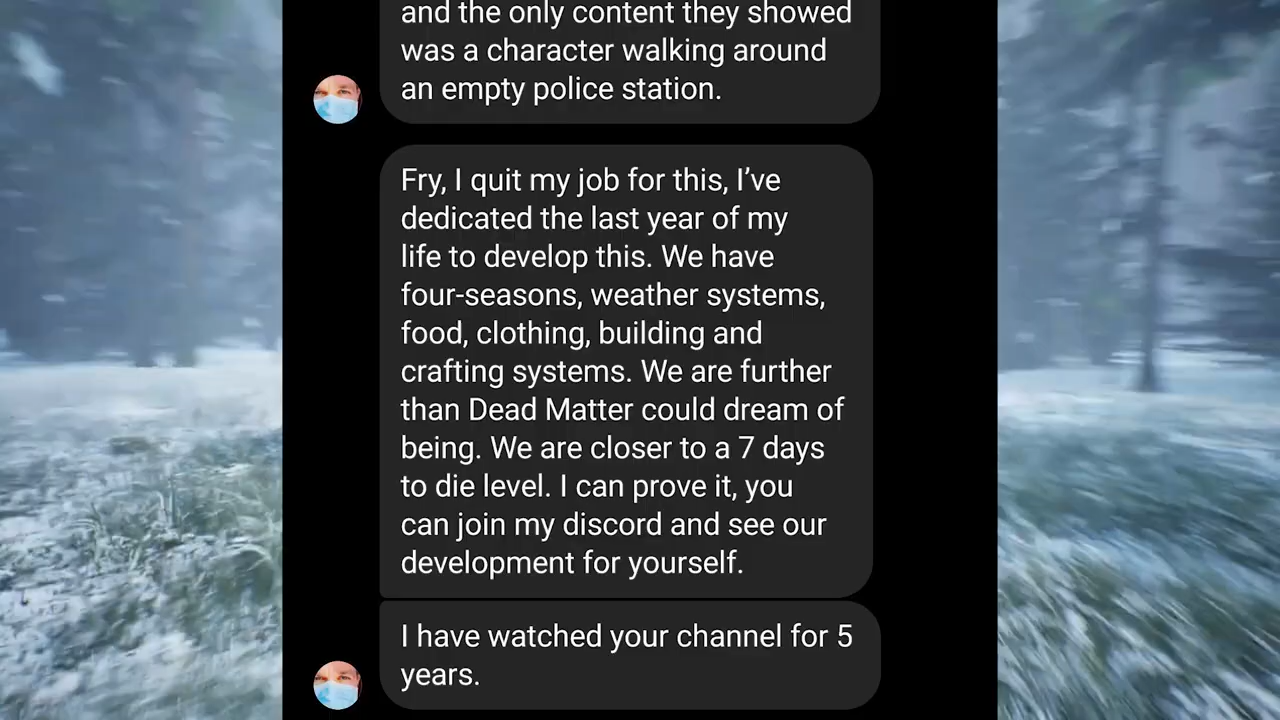 and the only content they showed
was a character walking around
an empty police station.
Fry, I quit my job for this, I’ve
dedicated the last year of my
life to develop this. We have
four-seasons, weather systems,
food, clothing, building and
crafting systems. We are further
than Dead Matter could dream of
being. We are closer to a 7 days
to die level. I can prove it, you
can join my discord and see our
development for yourself.
I have watched your channel for 5
years.